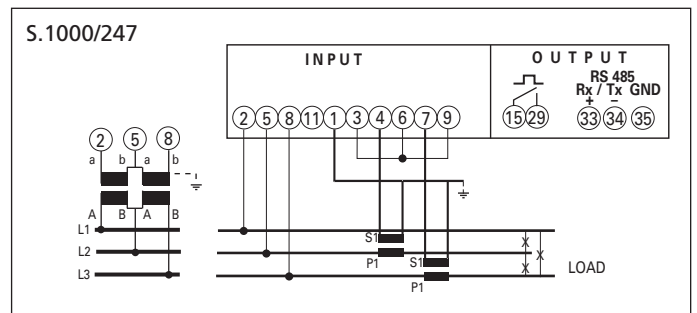 S.1000/247
INPUT
OUTPUT
RS 485
Rx / Tx GND
+ −
2 5 8 11 1 3 4 6 7 9
15 29 33 34 35
2 5 8
a b a b
A B A B
L1
L2
L3
S1
P1
S1
P1
X
X
X
LOAD